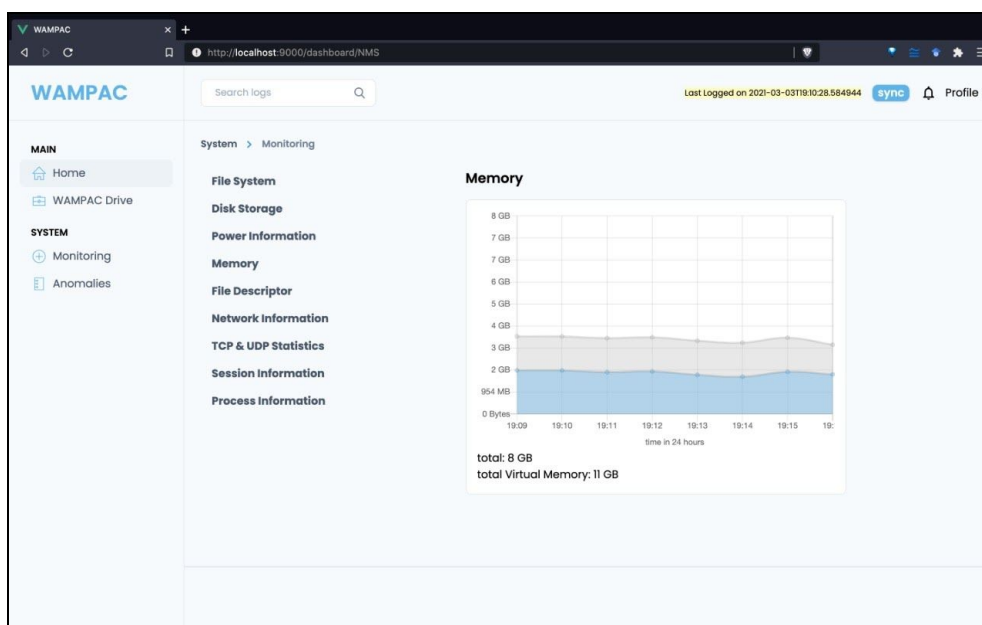 WAMPAC
http://localhost:9000/dashboard/NMS
WAMPAC
Search logs
Last Logged on 2021-03-03T19:10:28.584944
sync
Profile
MAIN
Home
WAMPAC Drive
SYSTEM
Monitoring
Anomalies
System > Monitoring
File System
Disk Storage
Power Information
Memory
File Descriptor
Network Information
TCP & UDP Statistics
Session Information
Process Information
Memory
8 GB
7 GB
7 GB
6 GB
5 GB
4 GB
3 GB
2 GB
954 MB
0 Bytes
19:09 19:10 19:11 19:12 19:13 19:14 19:15 19:
time in 24 hours
total: 8 GB
total Virtual Memory: 11 GB